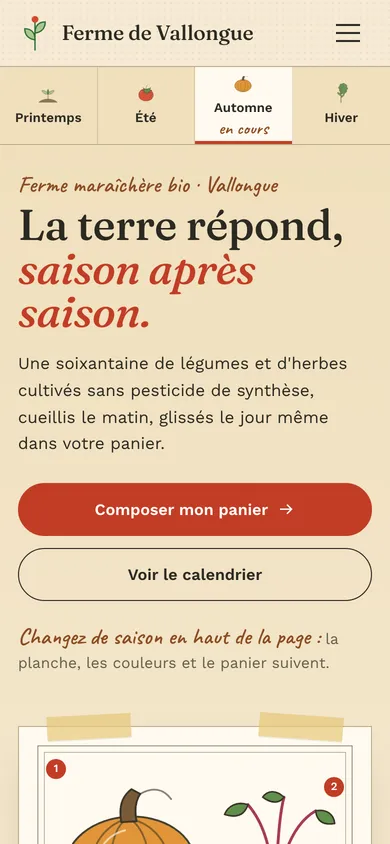 Ferme de Vallongue
Printemps
Été
Automne
en cours
Hiver
Ferme maraîchère bio · Vallongue
La terre répond,
saison après
saison.
Une soixantaine de légumes et d'herbes
cultivés sans pesticide de synthèse,
cueillis le matin, glissés le jour même
dans votre panier.
Composer mon panier →
Voir le calendrier
Changez de saison en haut de la page : la
planche, les couleurs et le panier suivent.
1
2